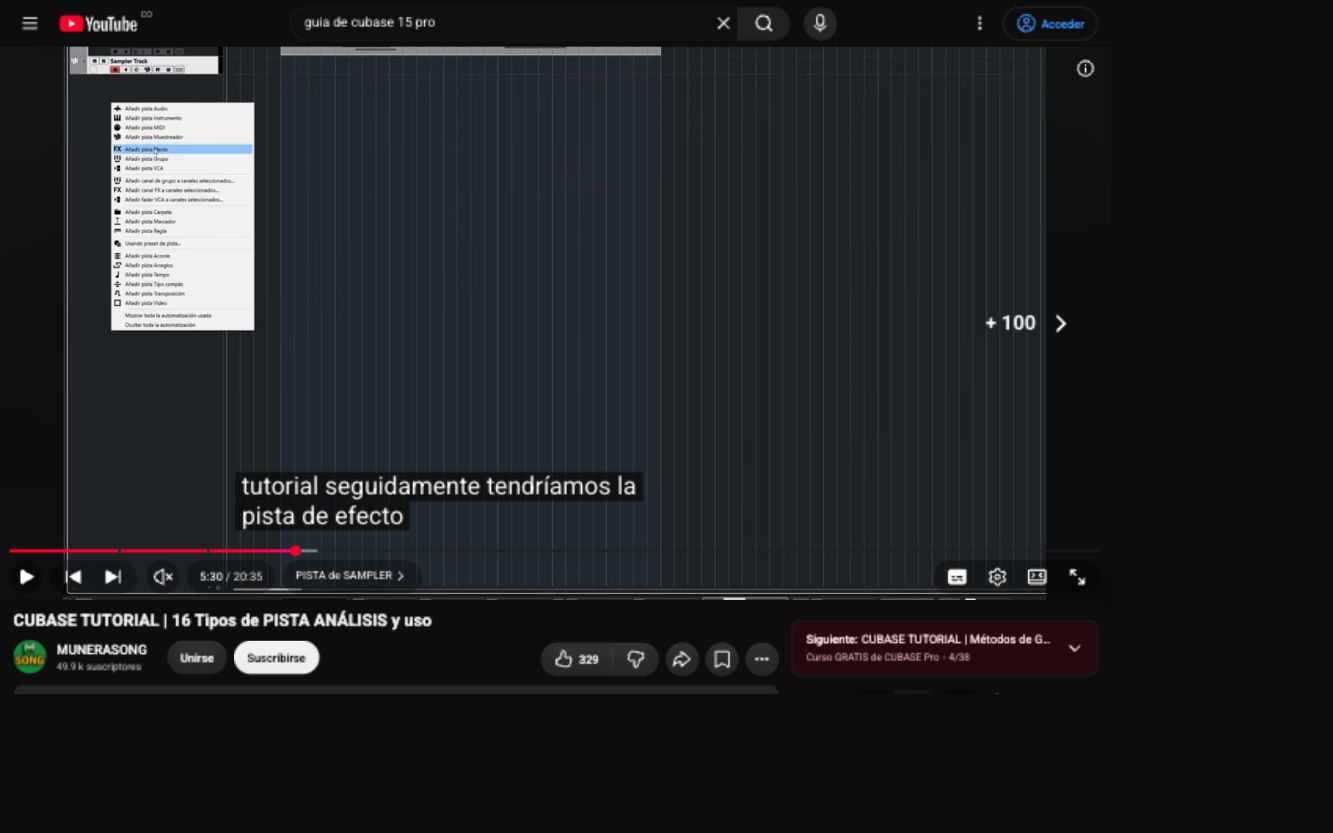 YouTube CO
guia de cubase 15 pro
Acceder
Sampler Track
Añadir pista Audio
Añadir pista Instrumento
Añadir pista MIDI
Añadir pista Muestreador
FX Añadir pista Efecto
Añadir pista Grupo
Añadir pista VCA
Añadir canal de grupo a canales seleccionados...
FX Añadir canal FX a canales seleccionados...
Añadir fader VCA a canales seleccionados...
Añadir pista Carpeta
Añadir pista Marcador
Añadir pista Regla
Usando preset de pista...
Añadir pista Acorde
Añadir pista Arreglos
Añadir pista Tempo
Añadir pista Tipo compás
Añadir pista Transposición
Añadir pista Video
Mostrar toda la automatización usada
Ocultar toda la automatización
+ 100
tutorial seguidamente tendríamos la
pista de efecto
5:30 / 20:35
PISTA de SAMPLER
CUBASE TUTORIAL | 16 Tipos de PISTA ANÁLISIS y uso
SONG
MUNERASONG
49.9 k suscriptores
Unirse
Suscribirse
329
Siguiente: CUBASE TUTORIAL | Métodos de G...
Curso GRATIS de CUBASE Pro - 4/38